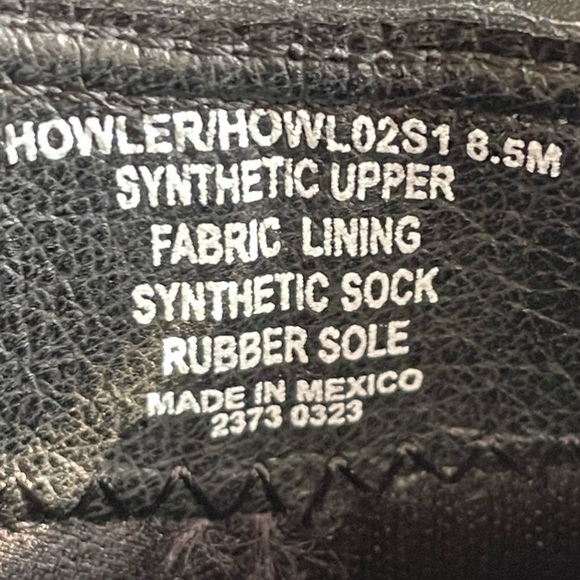 HOWLER/HOWL02S1 8.5M
SYNTHETIC UPPER
FABRIC LINING
SYNTHETIC SOCK
RUBBER SOLE
MADE IN MEXICO
2373 0323